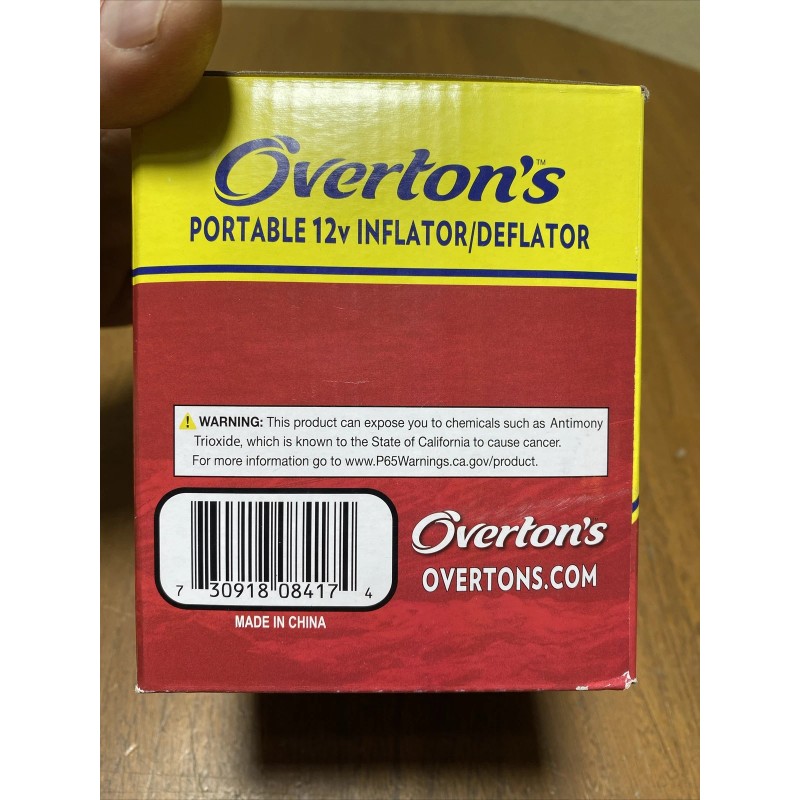 Overton's™
PORTABLE 12v INFLATOR/DEFLATOR
WARNING: This product can expose you to chemicals such as Antimony
Trioxide, which is known to the State of California to cause cancer.
For more information go to www.P65Warnings.ca.gov/product.
7 30918 08417 4
MADE IN CHINA
Overton's
OVERTONS.COM